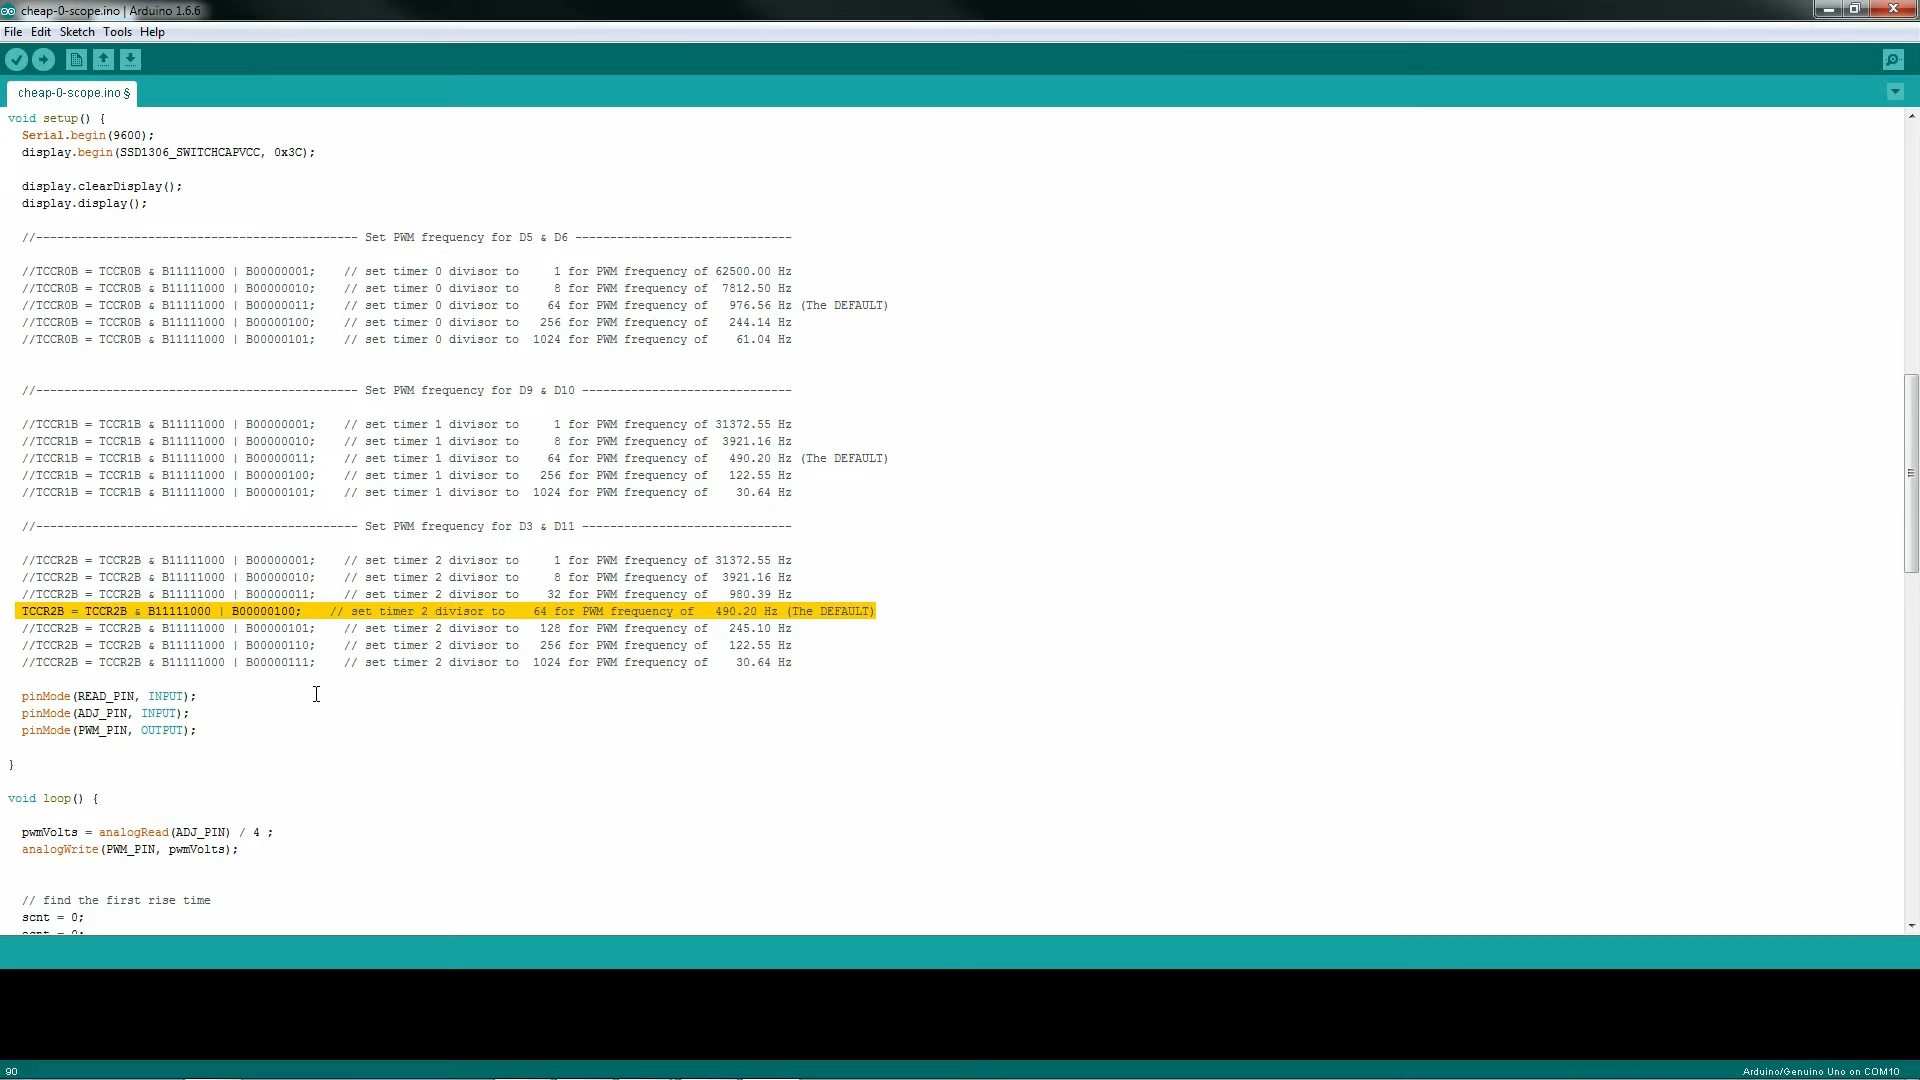 cheap-0-scope.ino | Arduino 1.6.6
File Edit Sketch Tools Help
cheap-0-scope.ino §
void setup() {
Serial.begin(9600);
display.begin(SSD1306_SWITCHCAPVCC, 0x3C);
display.clearDisplay();
display.display();
//---------------------------------------------- Set PWM frequency for D5 & D6 -------------------------------
//TCCR0B = TCCR0B & B11111000 | B00000001; // set timer 0 divisor to 1 for PWM frequency of 62500.00 Hz
//TCCR0B = TCCR0B & B11111000 | B00000010; // set timer 0 divisor to 8 for PWM frequency of 7812.50 Hz
//TCCR0B = TCCR0B & B11111000 | B00000011; // set timer 0 divisor to 64 for PWM frequency of 976.56 Hz (The DEFAULT)
//TCCR0B = TCCR0B & B11111000 | B00000100; // set timer 0 divisor to 256 for PWM frequency of 244.14 Hz
//TCCR0B = TCCR0B & B11111000 | B00000101; // set timer 0 divisor to 1024 for PWM frequency of 61.04 Hz
//---------------------------------------------- Set PWM frequency for D9 & D10 ------------------------------
//TCCR1B = TCCR1B & B11111000 | B00000001; // set timer 1 divisor to 1 for PWM frequency of 31372.55 Hz
//TCCR1B = TCCR1B & B11111000 | B00000010; // set timer 1 divisor to 8 for PWM frequency of 3921.16 Hz
//TCCR1B = TCCR1B & B11111000 | B00000011; // set timer 1 divisor to 64 for PWM frequency of 490.20 Hz (The DEFAULT)
//TCCR1B = TCCR1B & B11111000 | B00000100; // set timer 1 divisor to 256 for PWM frequency of 122.55 Hz
//TCCR1B = TCCR1B & B11111000 | B00000101; // set timer 1 divisor to 1024 for PWM frequency of 30.64 Hz
//---------------------------------------------- Set PWM frequency for D3 & D11 ------------------------------
//TCCR2B = TCCR2B & B11111000 | B00000001; // set timer 2 divisor to 1 for PWM frequency of 31372.55 Hz
//TCCR2B = TCCR2B & B11111000 | B00000010; // set timer 2 divisor to 8 for PWM frequency of 3921.16 Hz
//TCCR2B = TCCR2B & B11111000 | B00000011; // set timer 2 divisor to 32 for PWM frequency of 980.39 Hz
TCCR2B = TCCR2B & B11111000 | B00000100; // set timer 2 divisor to 64 for PWM frequency of 490.20 Hz (The DEFAULT)
//TCCR2B = TCCR2B & B11111000 | B00000101; // set timer 2 divisor to 128 for PWM frequency of 245.10 Hz
//TCCR2B = TCCR2B & B11111000 | B00000110; // set timer 2 divisor to 256 for PWM frequency of 122.55 Hz
//TCCR2B = TCCR2B & B11111000 | B00000111; // set timer 2 divisor to 1024 for PWM frequency of 30.64 Hz
pinMode(READ_PIN, INPUT);
pinMode(ADJ_PIN, INPUT);
pinMode(PWM_PIN, OUTPUT);
}
void loop() {
pwmVolts = analogRead(ADJ_PIN) / 4 ;
analogWrite(PWM_PIN, pwmVolts);
// find the first rise time
scnt = 0;
90
Arduino/Genuino Uno on COM10